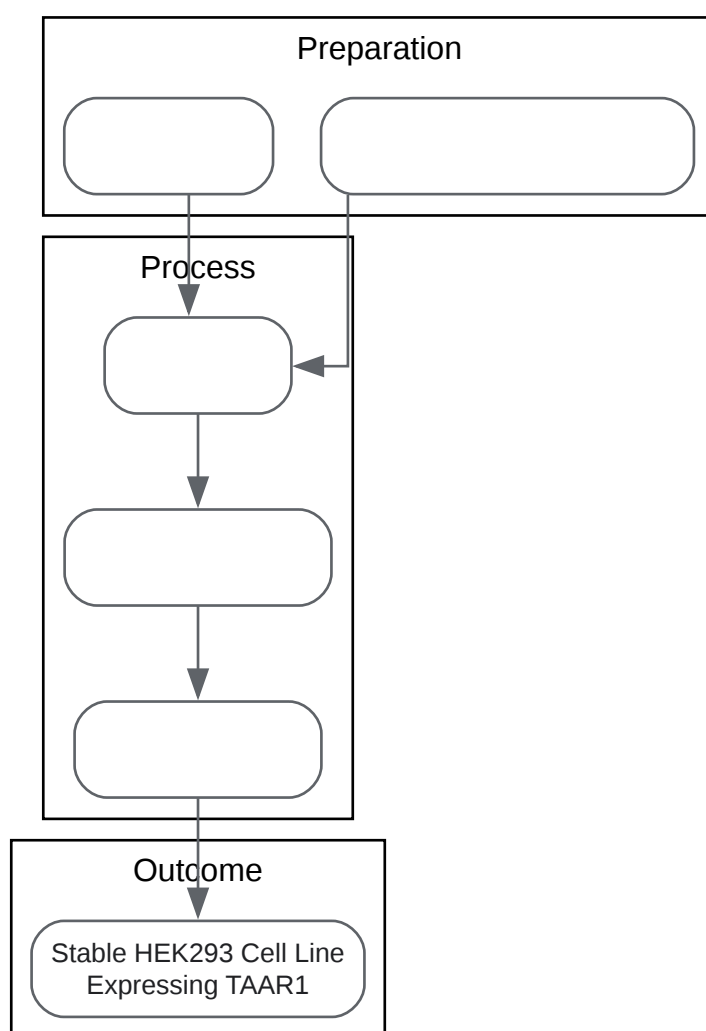 Preparation
Process
Outcome
Stable HEK293 Cell Line
Expressing TAAR1